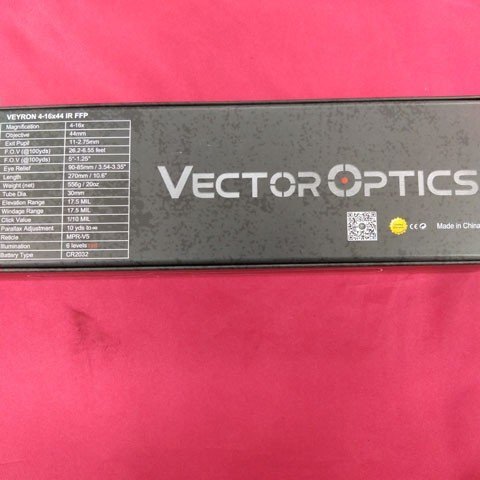 VEYRON 4-16x44 IR FFP
Magnification 4-16x
Objective 44mm
Exit Pupil 11-2.75mm
F.O.V (@100yds) 26.2-6.55 feet
F.O.V (@100yds) 5°-1.25°
Eye Relief 90-85mm / 3.54-3.35"
Length 270mm / 10.6"
Weight (net) 556g / 20oz
Tube Dia. 30mm
Elevation Range 17.5 MIL
Windage Range 17.5 MIL
Click Value 1/10 MIL
Parallax Adjustment 10 yds to ∞
Reticle MPR-V5
Illumination 6 levels red
Battery Type CR2032
VECTOR OPTICS
CE
Made in China